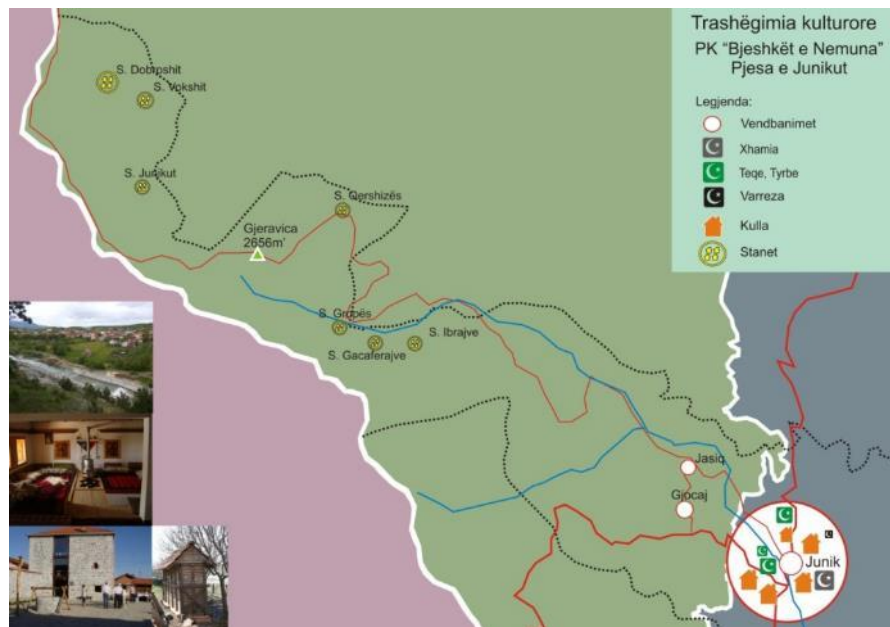 Trashëgimia kulturore
PK "Bjeshkët e Nemuna"
Pjesa e Junikut
Legjenda:
Vendbanimet
Xhamia
Teqe, Tyrbe
Varreza
Kulla
Stanet
S. Dobroshit
S. Vokshit
S. Junikut
S. Qershizës
Gjeravica
2656m'
S. Gropës
S. Ibrajve
S. Gacaferajve
Jasiq
Gjocaj
Junik